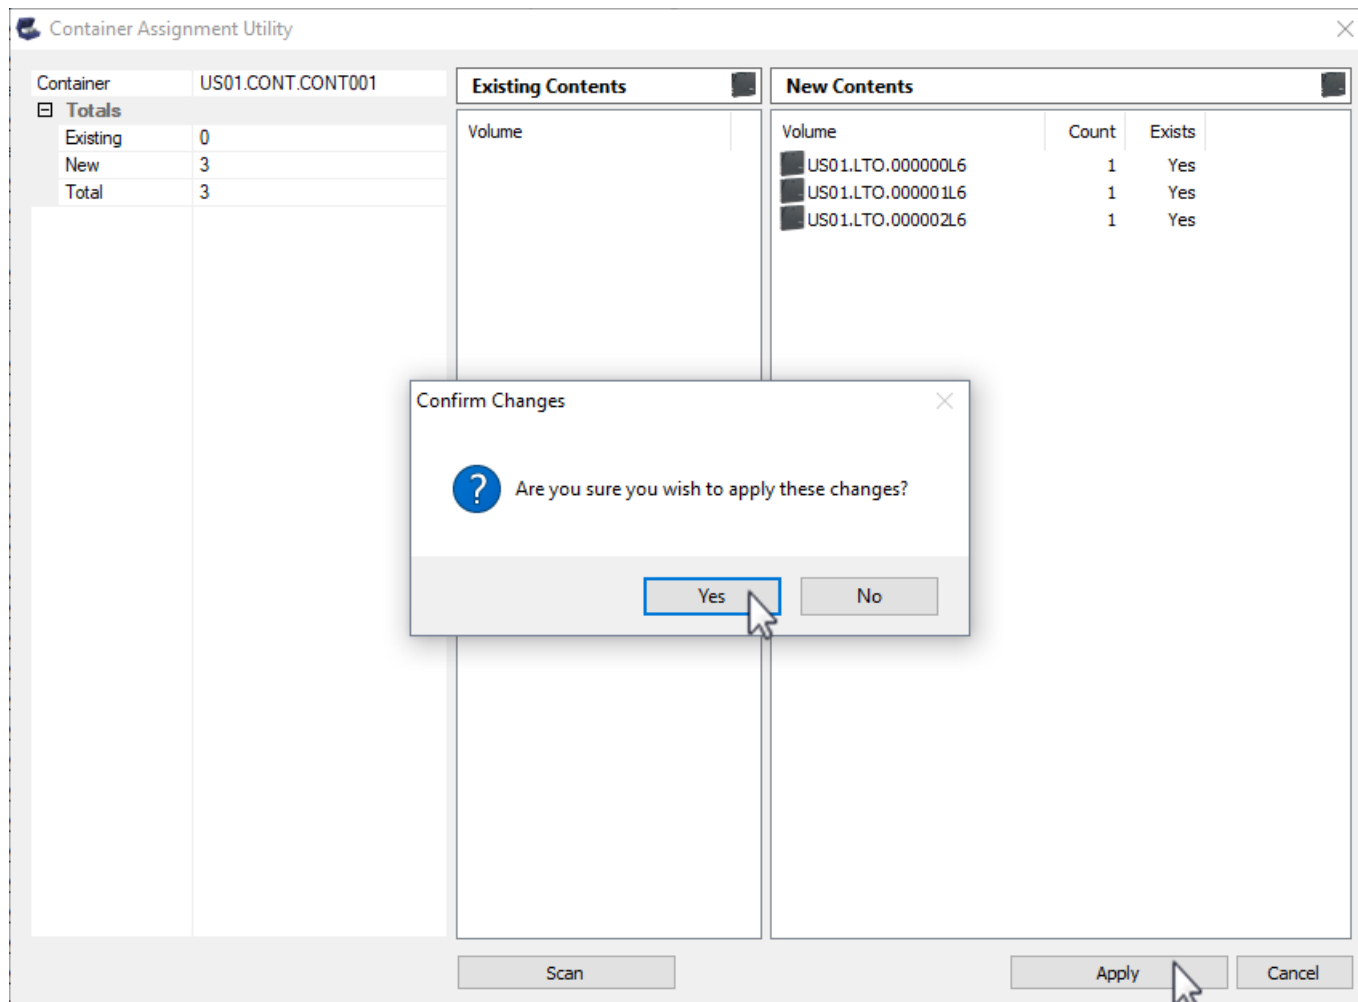 Container Assignment Utility
Container US01.CONT.CONT001
Totals
Existing 0
New 3
Total 3
Existing Contents
Volume
New Contents
Volume Count Exists
US01.LTO.000000L6 1 Yes
US01.LTO.000001L6 1 Yes
US01.LTO.000002L6 1 Yes
Confirm Changes
Are you sure you wish to apply these changes?
Yes No
Scan Apply Cancel